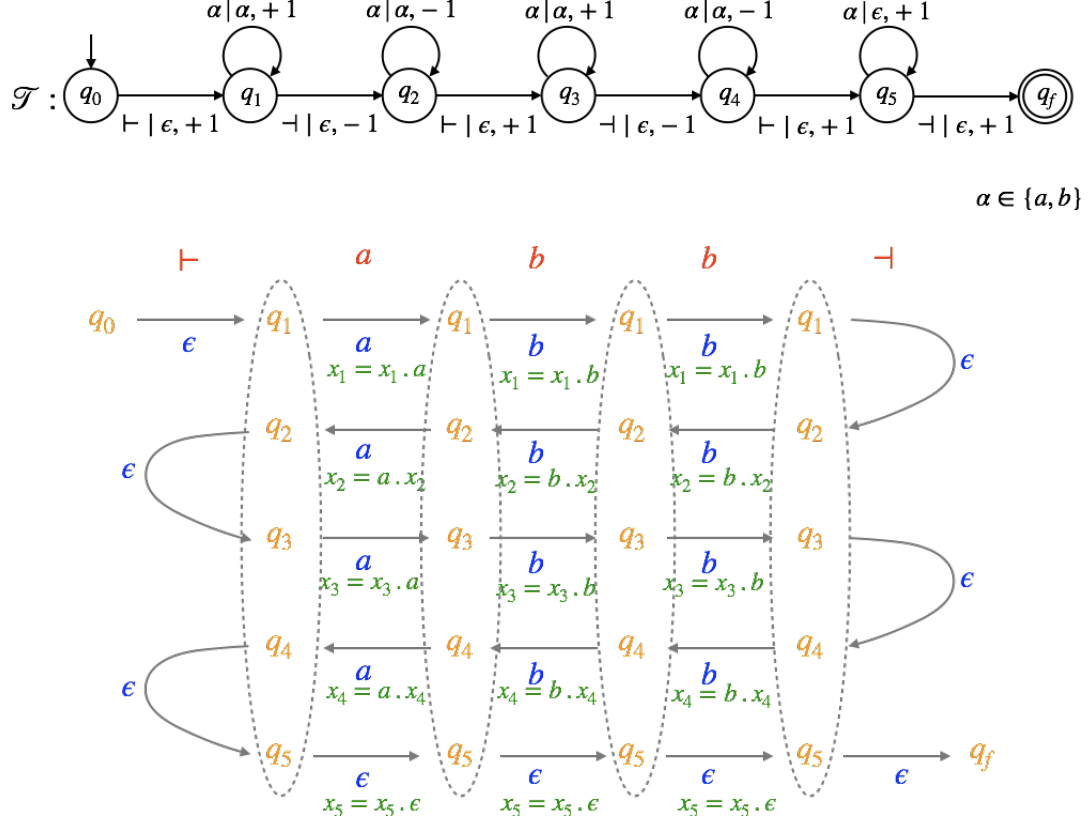 α | α, + 1 α | α, − 1 α | α, + 1 α | α, − 1 α | ϵ, + 1
𝒯 : q₀ q₁ q₂ q₃ q₄ q₅ q_f
⊢ | ϵ, + 1 ⊣ | ϵ, − 1 ⊢ | ϵ, + 1 ⊣ | ϵ, − 1 ⊢ | ϵ, + 1 ⊣ | ϵ, + 1
α ∈ {a, b}
⊢ a b b ⊣
q₀ q₁ q₁ q₁ q₁
ϵ a b b ϵ
x₁ = x₁ . a x₁ = x₁ . b x₁ = x₁ . b
q₂ q₂ q₂ q₂
ϵ a b b
x₂ = a . x₂ x₂ = b . x₂ x₂ = b . x₂
q₃ q₃ q₃ q₃
a b b ϵ
x₃ = x₃ . a x₃ = x₃ . b x₃ = x₃ . b
q₄ q₄ q₄ q₄
ϵ a b b
x₄ = a . x₄ x₄ = b . x₄ x₄ = b . x₄
q₅ q₅ q₅ q₅ q_f
ϵ ϵ ϵ ϵ
x₅ = x₅ . ϵ x₅ = x₅ . ϵ x₅ = x₅ . ϵ